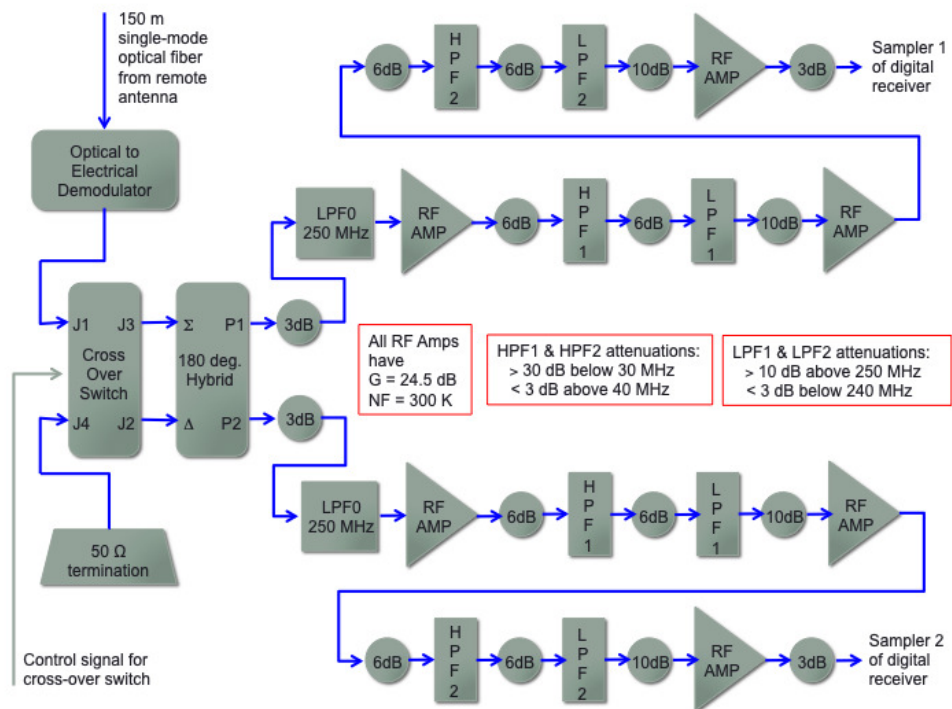 150 m
single-mode
optical fiber
from remote
antenna
Optical to
Electrical
Demodulator
6dB
H
P
F
2
6dB
L
P
F
2
10dB
RF
AMP
3dB
Sampler 1
of digital
receiver
LPF0
250 MHz
RF
AMP
6dB
H
P
F
1
6dB
L
P
F
1
10dB
RF
AMP
J1 J3
Cross
Over
Switch
J4 J2
Σ P1
180 deg.
Hybrid
Δ P2
3dB
3dB
All RF Amps
have
G = 24.5 dB
NF = 300 K
HPF1 & HPF2 attenuations:
> 30 dB below 30 MHz
< 3 dB above 40 MHz
LPF1 & LPF2 attenuations:
> 10 dB above 250 MHz
< 3 dB below 240 MHz
50 Ω
termination
LPF0
250 MHz
RF
AMP
6dB
H
P
F
1
6dB
L
P
F
1
10dB
RF
AMP
Control signal for
cross-over switch
6dB
H
P
F
2
6dB
L
P
F
2
10dB
RF
AMP
3dB
Sampler 2
of digital
receiver